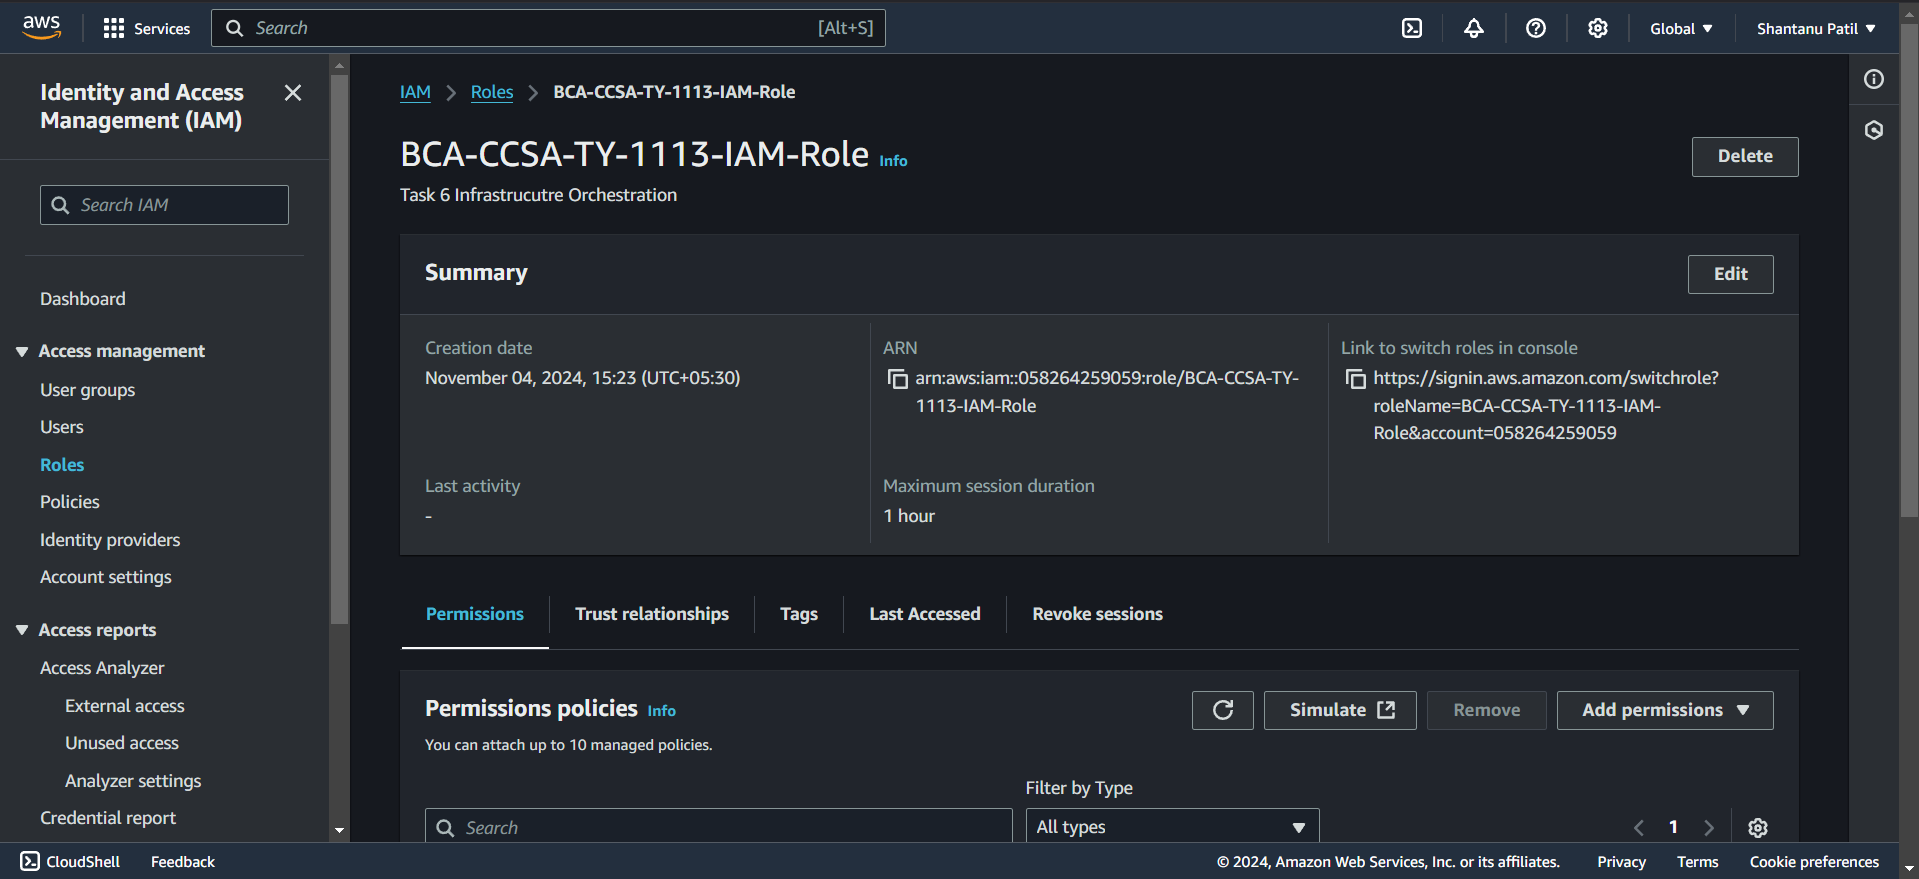 aws
Services
Search
[Alt+S]
Global
Shantanu Patil
Identity and Access
Management (IAM)
Search IAM
Dashboard
Access management
User groups
Users
Roles
Policies
Identity providers
Account settings
Access reports
Access Analyzer
External access
Unused access
Analyzer settings
Credential report
IAM > Roles > BCA-CCSA-TY-1113-IAM-Role
BCA-CCSA-TY-1113-IAM-Role Info
Delete
Task 6 Infrastrucutre Orchestration
Summary
Edit
Creation date
November 04, 2024, 15:23 (UTC+05:30)
ARN
arn:aws:iam::058264259059:role/BCA-CCSA-TY-
1113-IAM-Role
Link to switch roles in console
https://signin.aws.amazon.com/switchrole?
roleName=BCA-CCSA-TY-1113-IAM-
Role&account=058264259059
Last activity
-
Maximum session duration
1 hour
Permissions
Trust relationships
Tags
Last Accessed
Revoke sessions
Permissions policies Info
You can attach up to 10 managed policies.
Simulate
Remove
Add permissions
Filter by Type
Search
All types
1
CloudShell
Feedback
© 2024, Amazon Web Services, Inc. or its affiliates.
Privacy
Terms
Cookie preferences